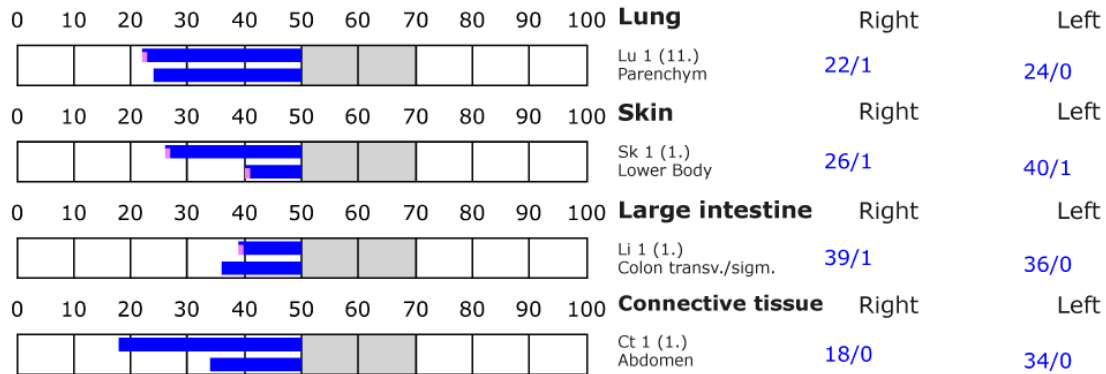 0 10 20 30 40 50 60 70 80 90 100 Lung Right Left
Lu 1 (11.)
Parenchym
22/1 24/0
0 10 20 30 40 50 60 70 80 90 100 Skin Right Left
Sk 1 (1.)
Lower Body
26/1 40/1
0 10 20 30 40 50 60 70 80 90 100 Large intestine Right Left
Li 1 (1.)
Colon transv./sigm.
39/1 36/0
0 10 20 30 40 50 60 70 80 90 100 Connective tissue Right Left
Ct 1 (1.)
Abdomen
18/0 34/0